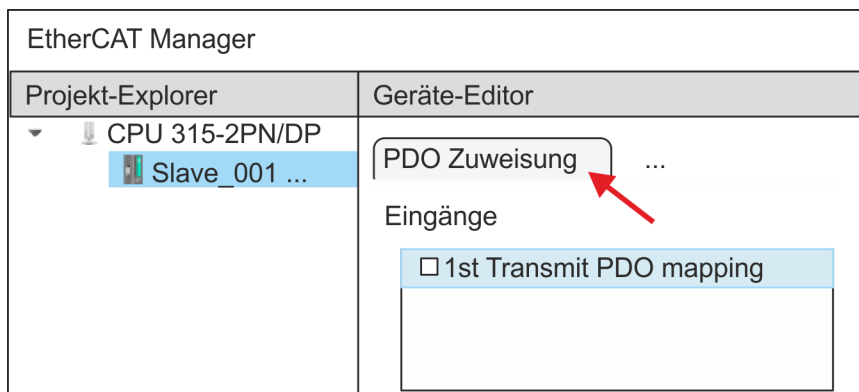 EtherCAT Manager
Projekt-Explorer
Geräte-Editor
CPU 315-2PN/DP
Slave_001 ...
PDO Zuweisung
...
Eingänge
1st Transmit PDO mapping